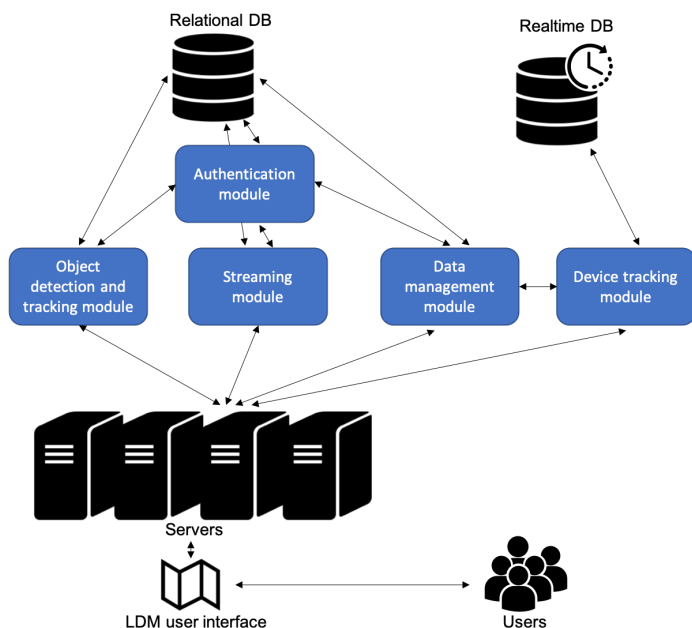 Relational DB
Realtime DB
Authentication
module
Object
detection and
tracking module
Streaming
module
Data
management
module
Device tracking
module
Servers
LDM user interface
Users